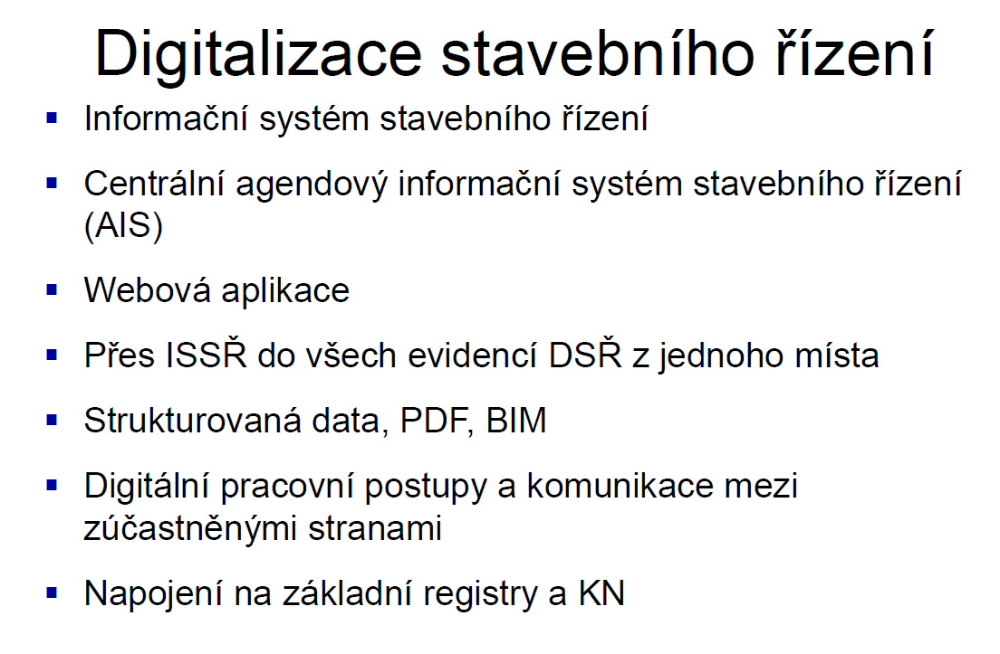 Digitalizace stavebního řízení
▪ Informační systém stavebního řízení
▪ Centrální agendový informační systém stavebního řízení
(AIS)
▪ Webová aplikace
▪ Přes ISSŘ do všech evidencí DSŘ z jednoho místa
▪ Strukturovaná data, PDF, BIM
▪ Digitální pracovní postupy a komunikace mezi
zúčastněnými stranami
▪ Napojení na základní registry a KN